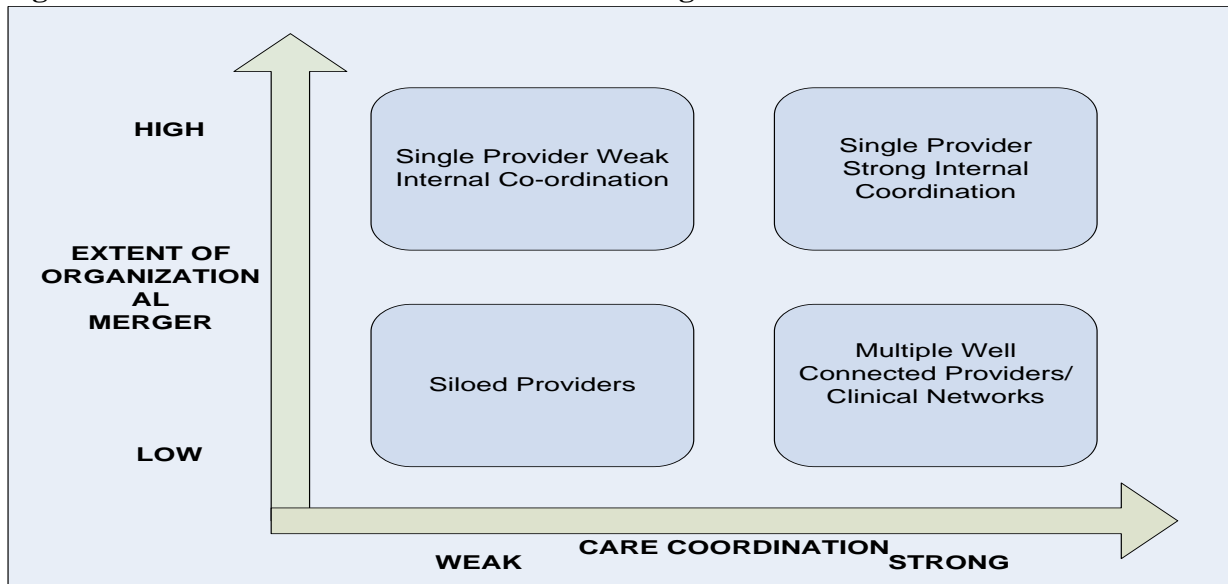 HIGH
Single Provider Weak
Internal Co-ordination
Single Provider
Strong Internal
Coordination
EXTENT OF
ORGANIZATION
AL
MERGER
Siloed Providers
Multiple Well
Connected Providers/
Clinical Networks
LOW
WEAK
CARE COORDINATION
STRONG